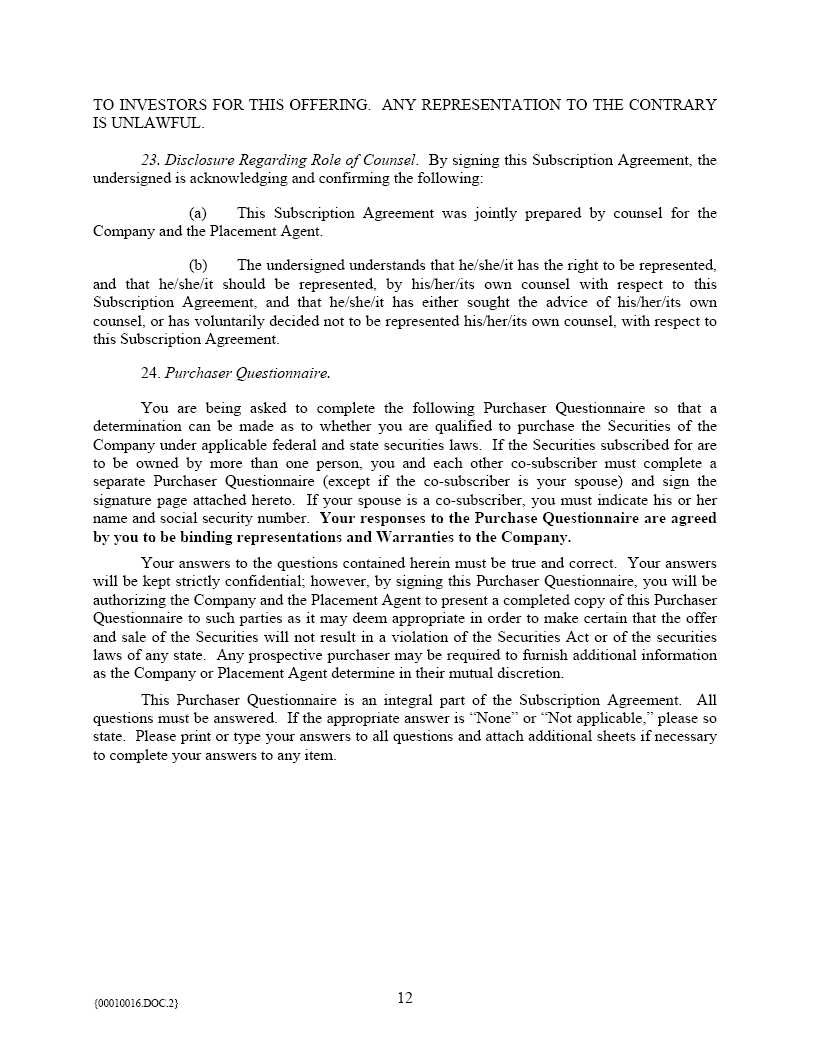 TO INVESTORS FOR THIS OFFERING. ANY REPRESENTATION TO THE CONTRARY
IS UNLAWFUL.
23. Disclosure Regarding Role of Counsel. By signing this Subscription Agreement, the
undersigned is acknowledging and confirming the following:
(a) This Subscription Agreement was jointly prepared by counsel for the
Company and the Placement Agent.
(b) The undersigned understands that he/she/it has the right to be represented,
and that he/she/it should be represented, by his/her/its own counsel with respect to this
Subscription Agreement, and that he/she/it has either sought the advice of his/her/its own
counsel, or has voluntarily decided not to be represented his/her/its own counsel, with respect to
this Subscription Agreement.
24. Purchaser Questionnaire.
You are being asked to complete the following Purchaser Questionnaire so that a
determination can be made as to whether you are qualified to purchase the Securities of the
Company under applicable federal and state securities laws. If the Securities subscribed for are
to be owned by more than one person, you and each other co-subscriber must complete a
separate Purchaser Questionnaire (except if the co-subscriber is your spouse) and sign the
signature page attached hereto. If your spouse is a co-subscriber, you must indicate his or her
name and social security number. Your responses to the Purchase Questionnaire are agreed
by you to be binding representations and Warranties to the Company.
Your answers to the questions contained herein must be true and correct. Your answers
will be kept strictly confidential; however, by signing this Purchaser Questionnaire, you will be
authorizing the Company and the Placement Agent to present a completed copy of this Purchaser
Questionnaire to such parties as it may deem appropriate in order to make certain that the offer
and sale of the Securities will not result in a violation of the Securities Act or of the securities
laws of any state. Any prospective purchaser may be required to furnish additional information
as the Company or Placement Agent determine in their mutual discretion.
This Purchaser Questionnaire is an integral part of the Subscription Agreement. All
questions must be answered. If the appropriate answer is “None” or “Not applicable,” please so
state. Please print or type your answers to all questions and attach additional sheets if necessary
to complete your answers to any item.
{00010016.DOC.2}
12